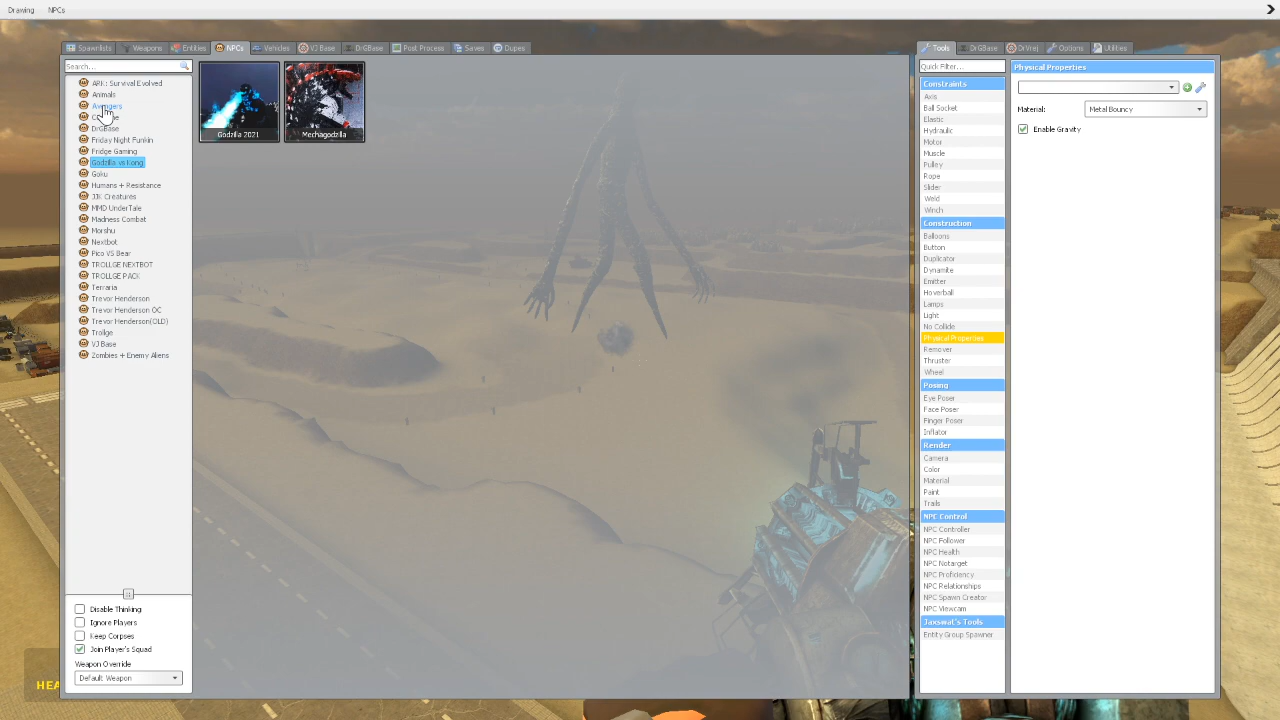 Drawing NPCs
Spawnlists Weapons Entities NPCs Vehicles VJ Base DrGBase Post Process Saves Dupes
Search...
ARK : Survival Evolved
Animals
Avengers
DrGBase
Friday Night Funkin
Fridge Gaming
Godzilla vs Kong
Goku
Humans + Resistance
JJK Creatures
MMD UnderTale
Madness Combat
Morshu
Nextbot
Pico VS Bear
TROLLGE NEXTBOT
TROLLGE PACK
Terraria
Trevor Henderson
Trevor Henderson OC
Trevor Henderson(OLD)
Trollge
VJ Base
Zombies + Enemy Aliens
Disable Thinking
Ignore Players
Keep Corpses
Join Player's Squad
Weapon Override
Default Weapon
HEA
Godzilla 2021
Mechagodzilla
Tools DrGBase DrVrej Options Utilities
Quick Filter...
Constraints
Axis
Ball Socket
Elastic
Hydraulic
Motor
Muscle
Pulley
Rope
Slider
Weld
Winch
Construction
Balloons
Button
Duplicator
Dynamite
Emitter
Hoverball
Lamps
Light
No Collide
Physical Properties
Remover
Thruster
Wheel
Posing
Eye Poser
Face Poser
Finger Poser
Inflator
Render
Camera
Color
Material
Paint
Trails
NPC Control
NPC Controller
NPC Follower
NPC Health
NPC Notarget
NPC Proficiency
NPC Relationships
NPC Spawn Creator
NPC Viewcam
Jaxswat's Tools
Entity Group Spawner
Physical Properties
Material: Metal Bouncy
Enable Gravity